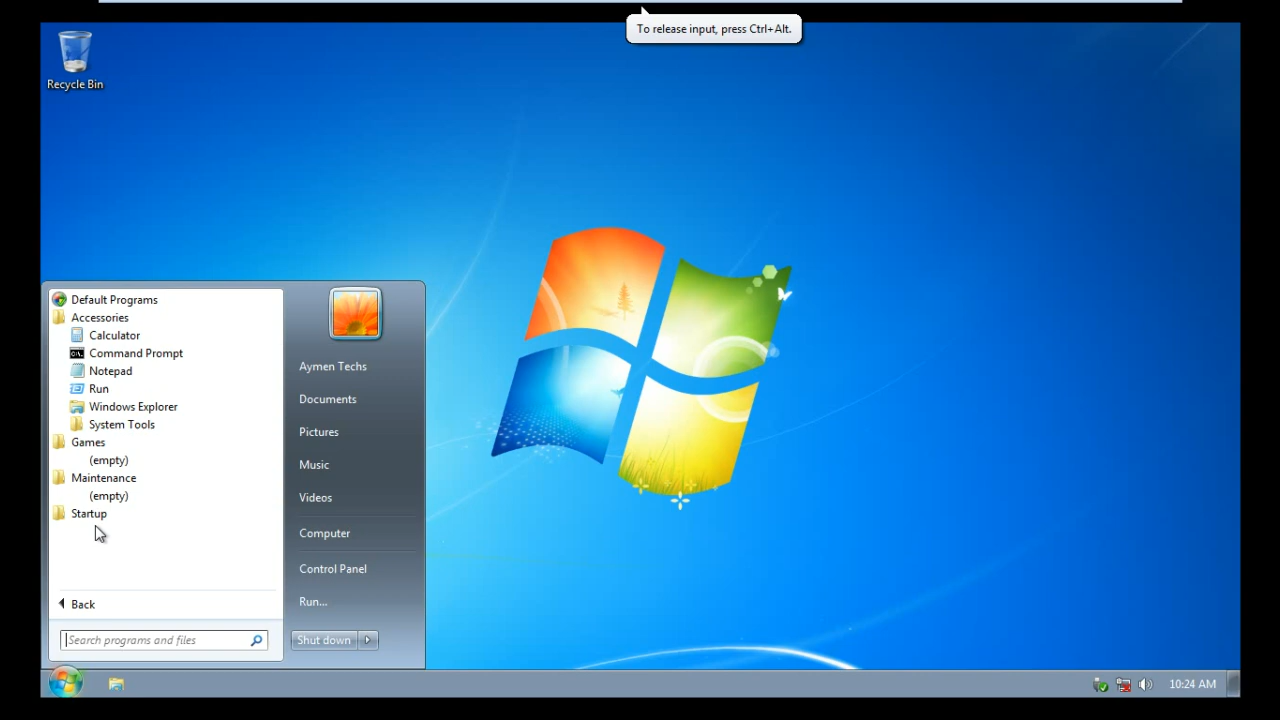 To release input, press Ctrl+Alt.
Recycle Bin
Default Programs
Accessories
Calculator
Command Prompt
Notepad
Run
Windows Explorer
System Tools
Games
(empty)
Maintenance
(empty)
Startup
Back
Search programs and files
Aymen Techs
Documents
Pictures
Music
Videos
Computer
Control Panel
Run...
Shut down
10:24 AM